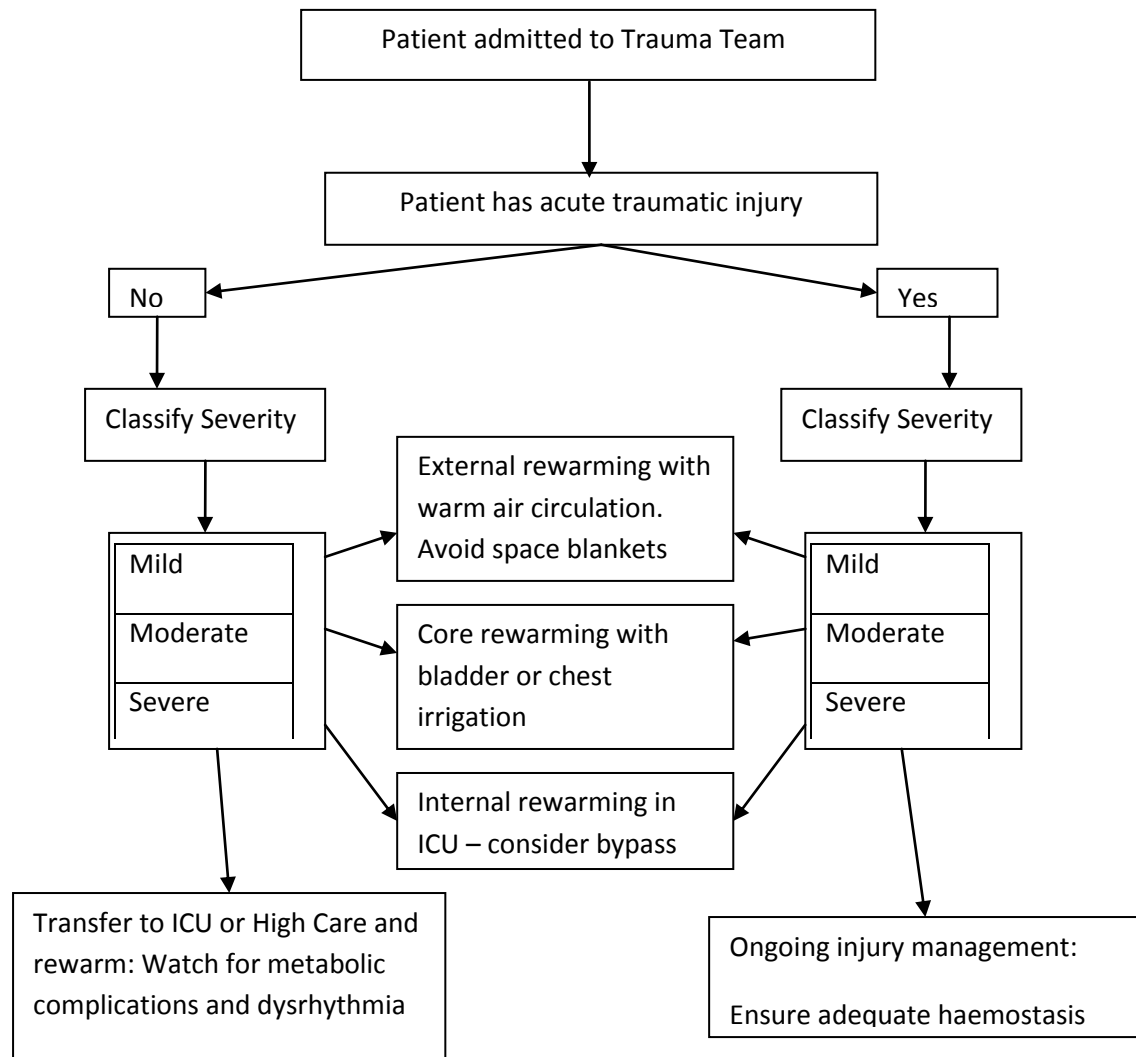 Patient admitted to Trauma Team
Patient has acute traumatic injury
No
Yes
Classify Severity
Classify Severity
External rewarming with
warm air circulation.
Avoid space blankets
Mild
Moderate
Severe
Mild
Moderate
Severe
Core rewarming with
bladder or chest
irrigation
Internal rewarming in
ICU – consider bypass
Transfer to ICU or High Care and
rewarm: Watch for metabolic
complications and dysrhythmia
Ongoing injury management:
Ensure adequate haemostasis